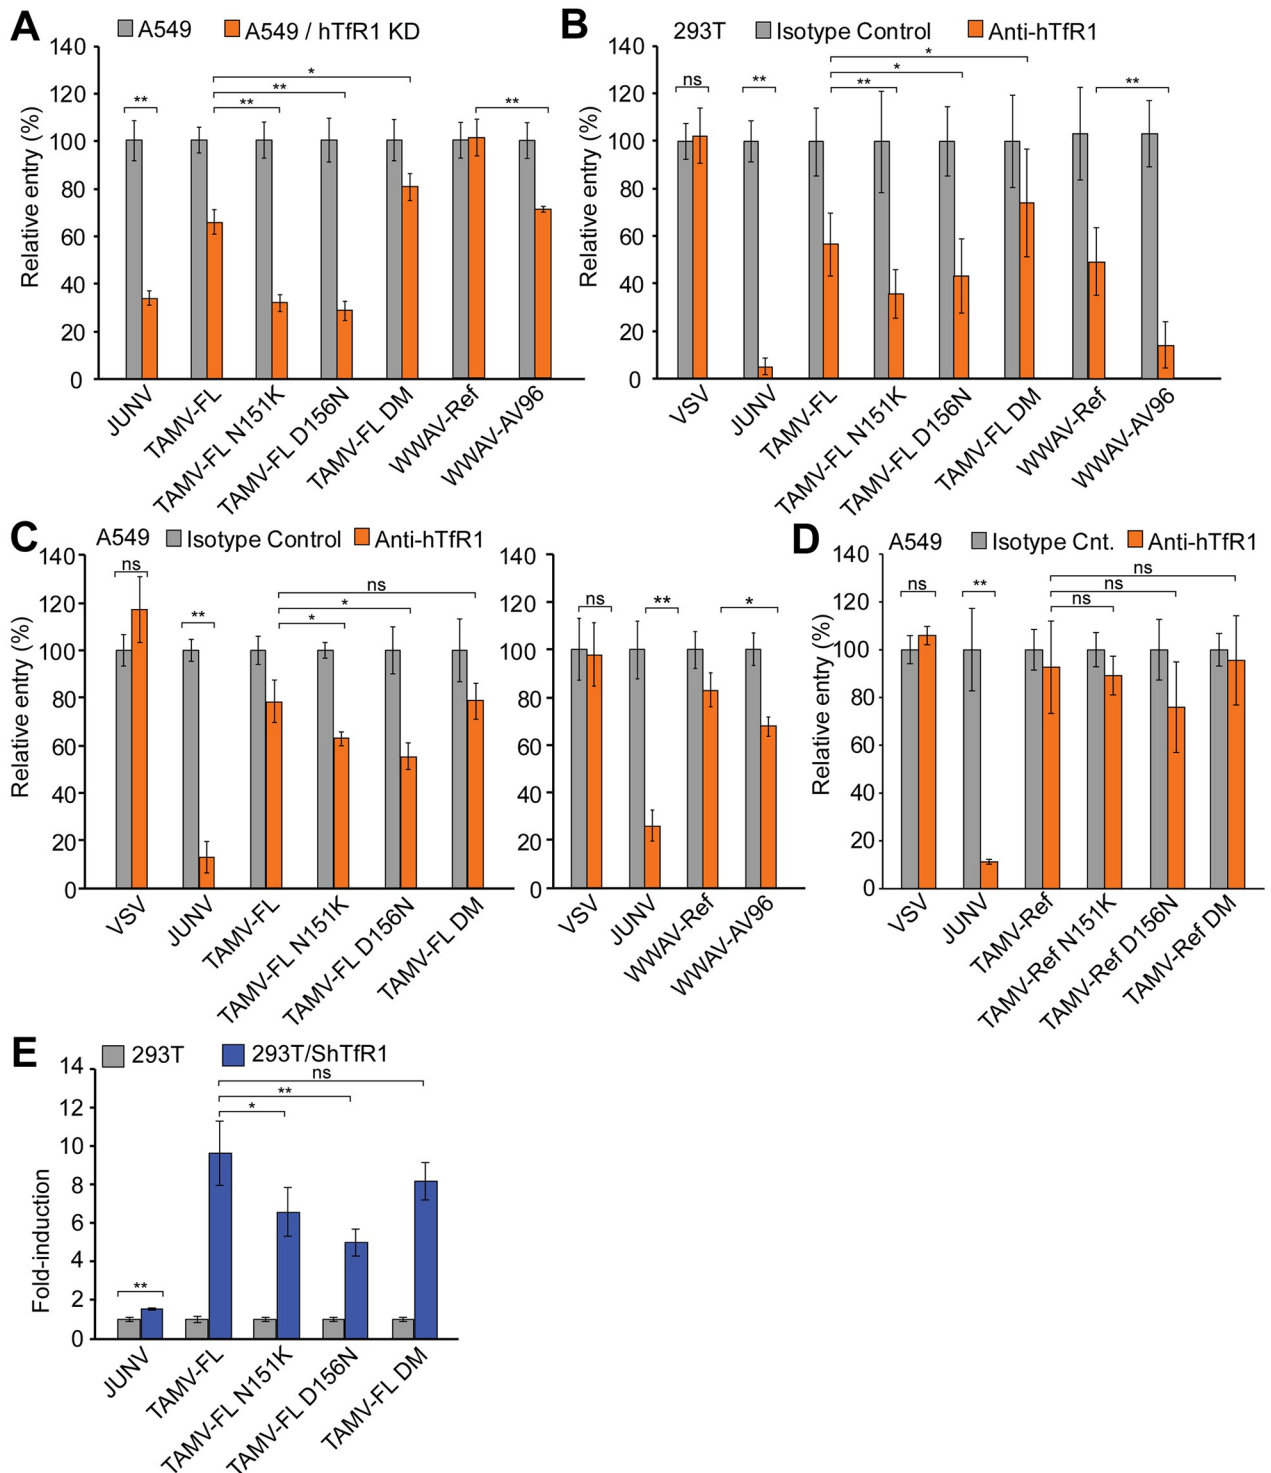 A
A549
A549 / hTfR1 KD
Relative entry (%)
140
120
100
80
60
40
20
0
**
**
**
*
**
JUNV
TAMV-FL
TAMV-FL N151K
TAMV-FL D156N
TAMV-FL DM
WWAV-Ref
WWAV-AV96
B
293T
Isotype Control
Anti-hTfR1
Relative entry (%)
140
120
100
80
60
40
20
0
ns
**
**
*
*
**
VSV
JUNV
TAMV-FL
TAMV-FL N151K
TAMV-FL D156N
TAMV-FL DM
WWAV-Ref
WWAV-AV96
C
A549
Isotype Control
Anti-hTfR1
Relative entry (%)
140
120
100
80
60
40
20
0
ns
**
*
*
ns
VSV
JUNV
TAMV-FL
TAMV-FL N151K
TAMV-FL D156N
TAMV-FL DM
140
120
100
80
60
40
20
0
ns
**
*
VSV
JUNV
WWAV-Ref
WWAV-AV96
D
A549
Isotype Cnt.
Anti-hTfR1
Relative entry (%)
140
120
100
80
60
40
20
0
ns
**
ns
ns
ns
VSV
JUNV
TAMV-Ref
TAMV-Ref N151K
TAMV-Ref D156N
TAMV-Ref DM
E
293T
293T/ShTfR1
Fold-induction
14
12
10
8
6
4
2
0
**
*
**
ns
JUNV
TAMV-FL
TAMV-FL N151K
TAMV-FL D156N
TAMV-FL DM